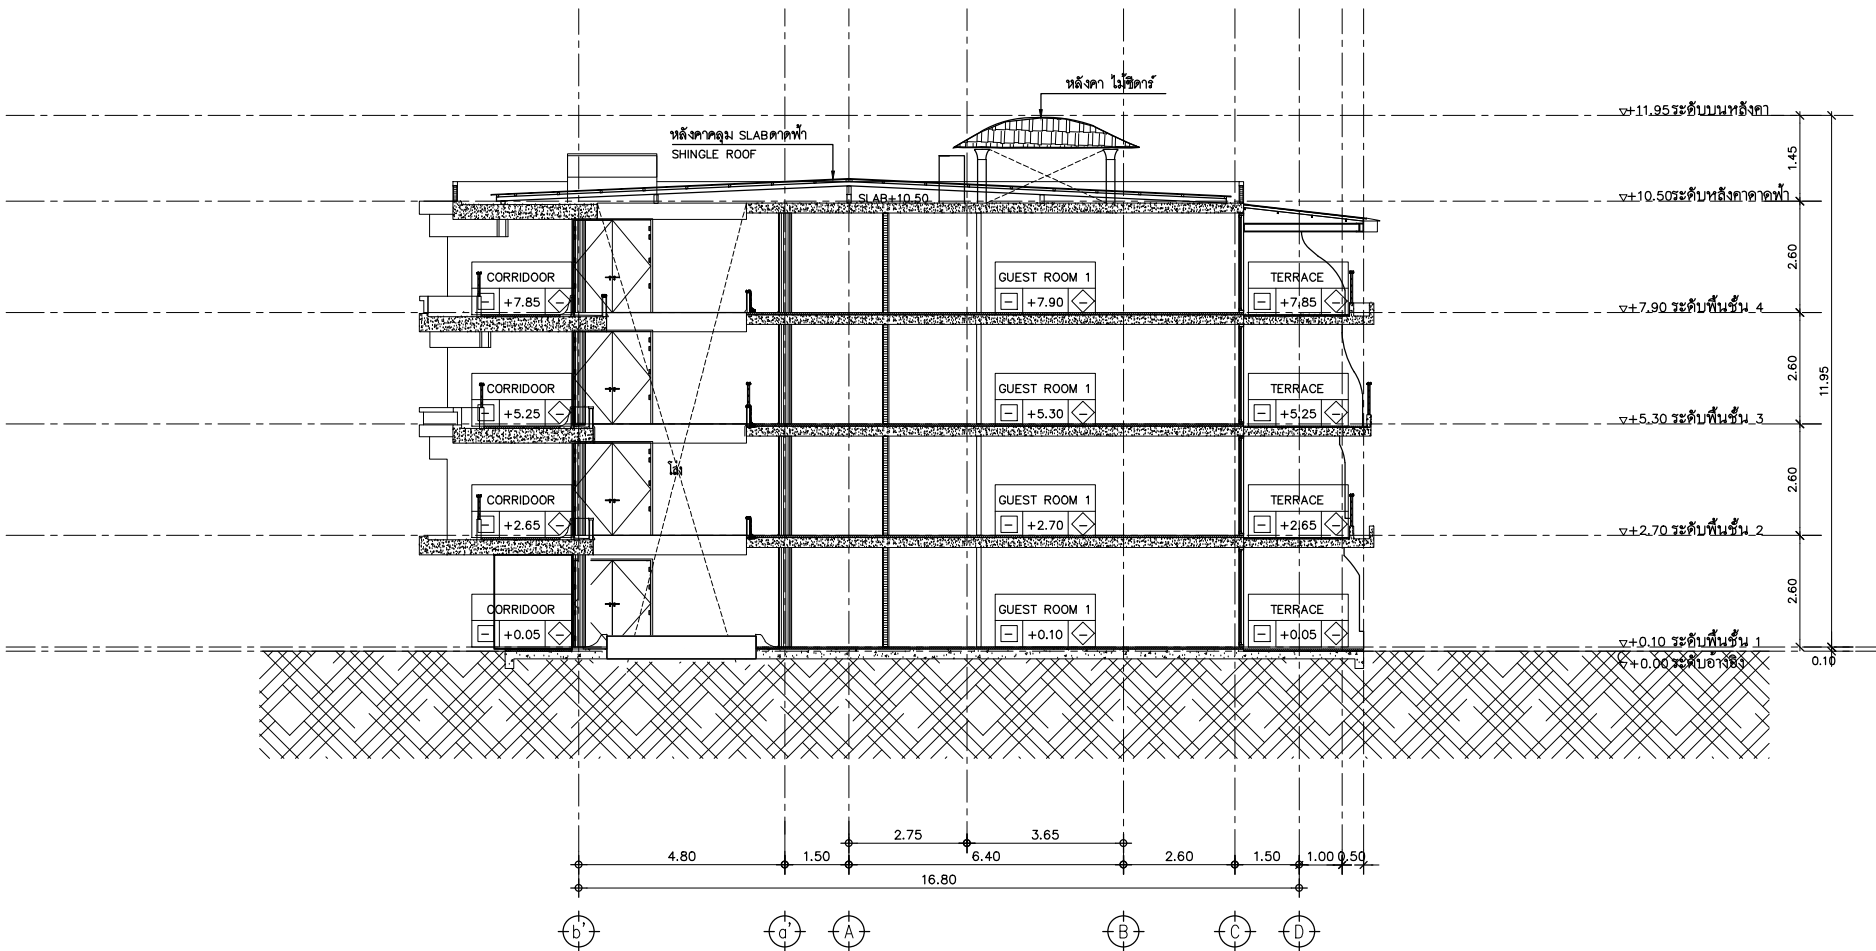 หลังคา ไม้ซีดาร์
▽+11.95 ระดับบนหลังคา
หลังคาคลุม SLABดาดฟ้า
SHINGLE ROOF
1.45
SLAB+10.50
▽+10.50 ระดับหลังคาดาดฟ้า
2.60
CORRIDOOR
GUEST ROOM 1
TERRACE
+7.85
+7.90
+7.85
▽+7.90 ระดับพื้นชั้น 4
2.60
11.95
CORRIDOOR
GUEST ROOM 1
TERRACE
+5.25
+5.30
+5.25
▽+5.30 ระดับพื้นชั้น 3
โล่ง
2.60
CORRIDOOR
GUEST ROOM 1
TERRACE
+2.65
+2.70
+2.65
▽+2.70 ระดับพื้นชั้น 2
2.60
CORRIDOOR
GUEST ROOM 1
TERRACE
+0.05
+0.10
+0.05
▽+0.10 ระดับพื้นชั้น 1
▽+0.00 ระดับอ้างอิง
0.10
2.75
3.65
4.80
1.50
6.40
2.60
1.50
1.00
0.50
16.80
b'
a'
A
B
C
D